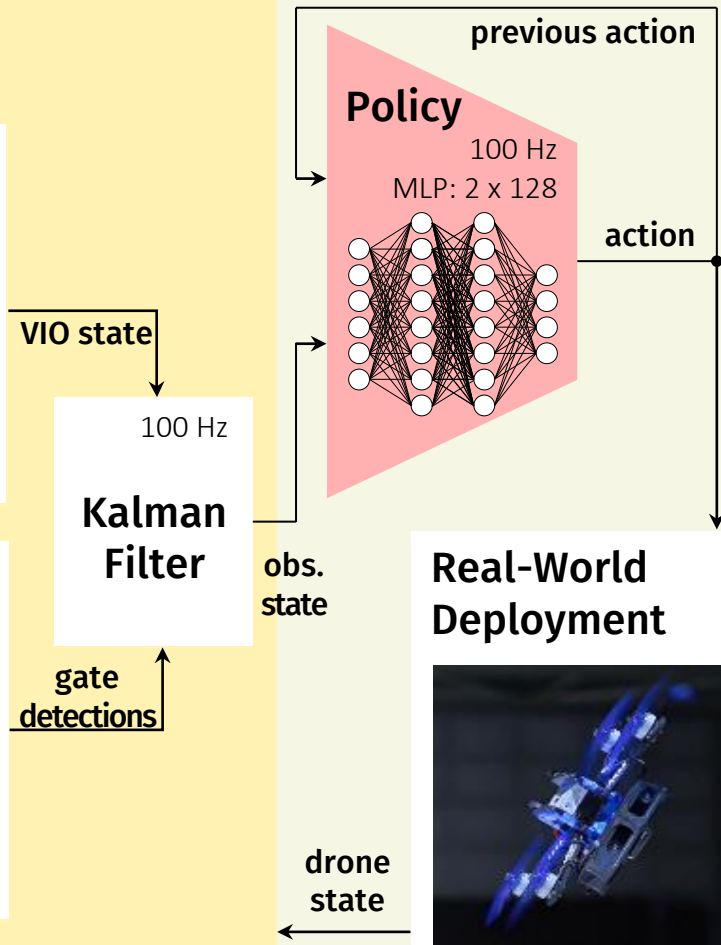 previous action
Policy
100 Hz
MLP: 2 x 128
action
VIO state
100 Hz
Kalman
Filter
obs.
state
gate
detections
Real-World
Deployment
drone
state